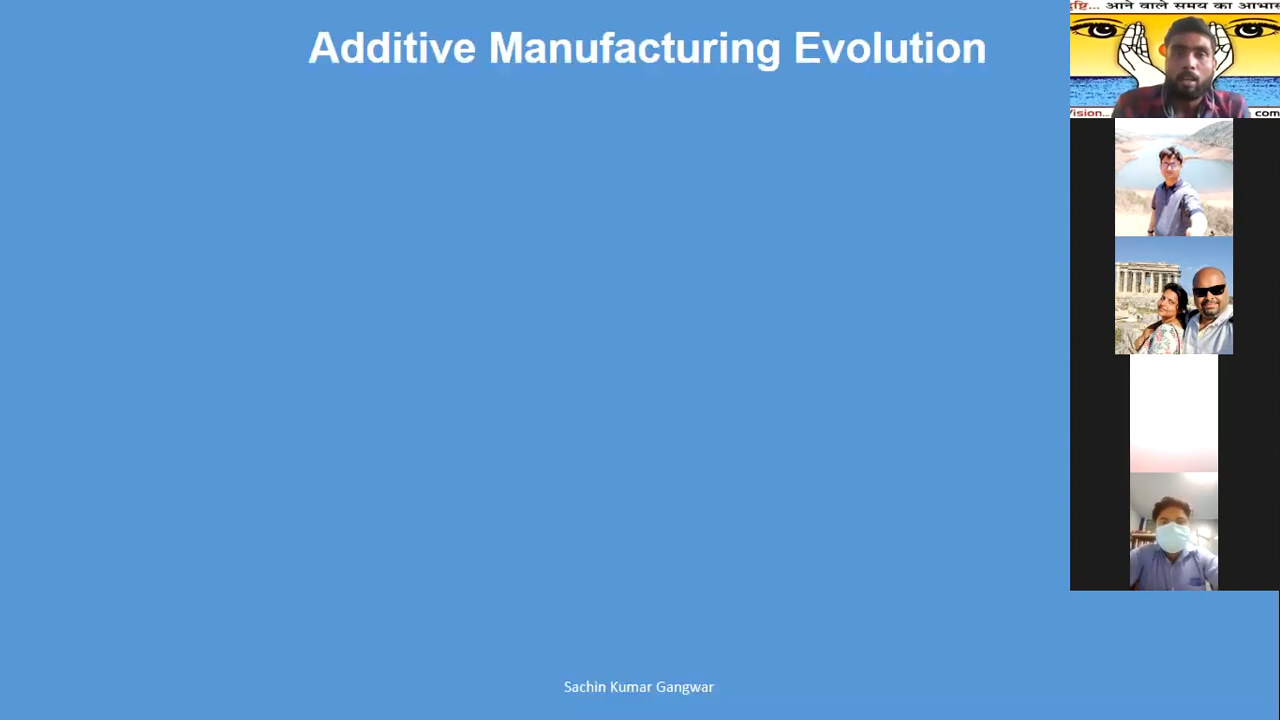 Additive Manufacturing Evolution
... आने वाले समय का आभास
Vision...
com
Sachin Kumar Gangwar